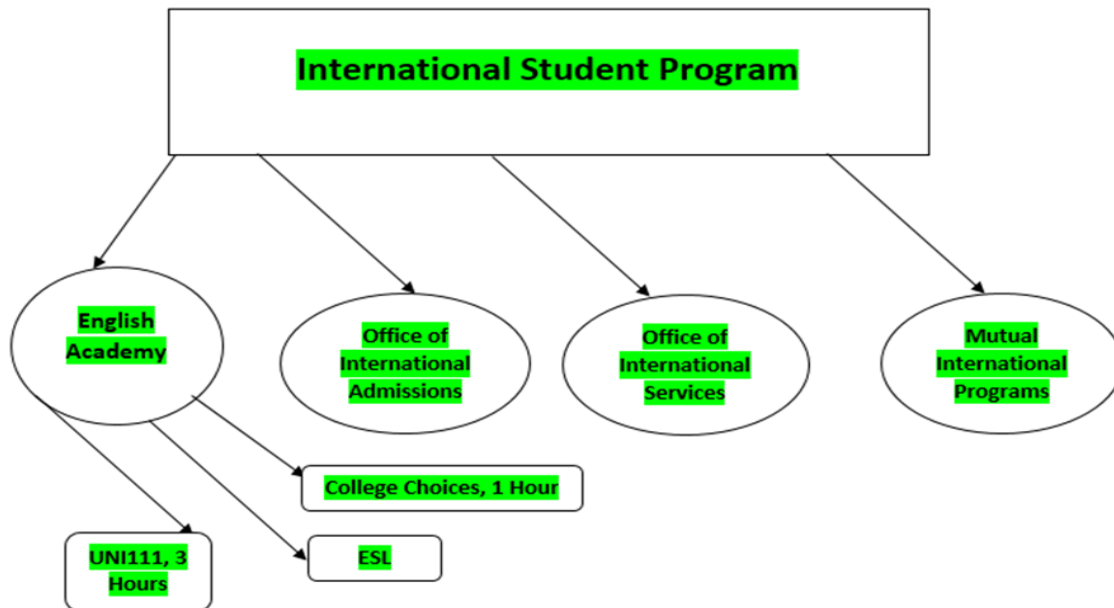 International Student Program
English
Academy
Office of
International
Admissions
Office of
International
Services
Mutual
International
Programs
College Choices, 1 Hour
UNI111, 3
Hours
ESL